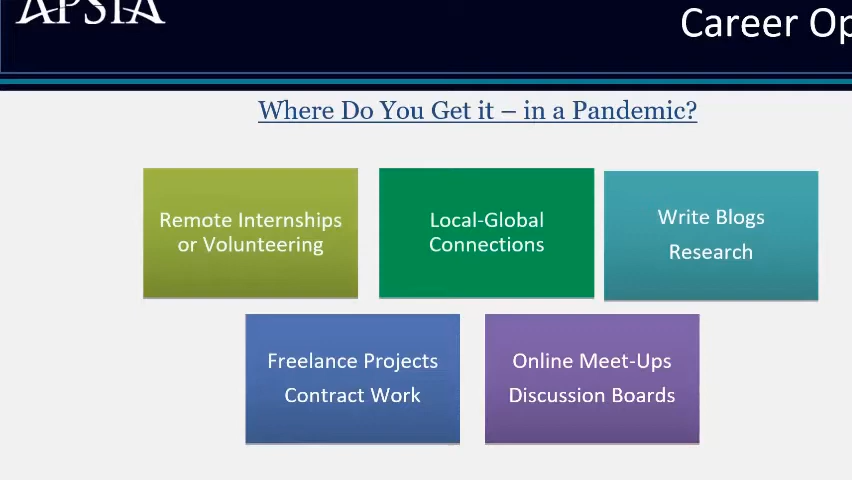 APSIA
Career Op
Where Do You Get it – in a Pandemic?
Remote Internships
or Volunteering
Local-Global
Connections
Write Blogs
Research
Freelance Projects
Contract Work
Online Meet-Ups
Discussion Boards